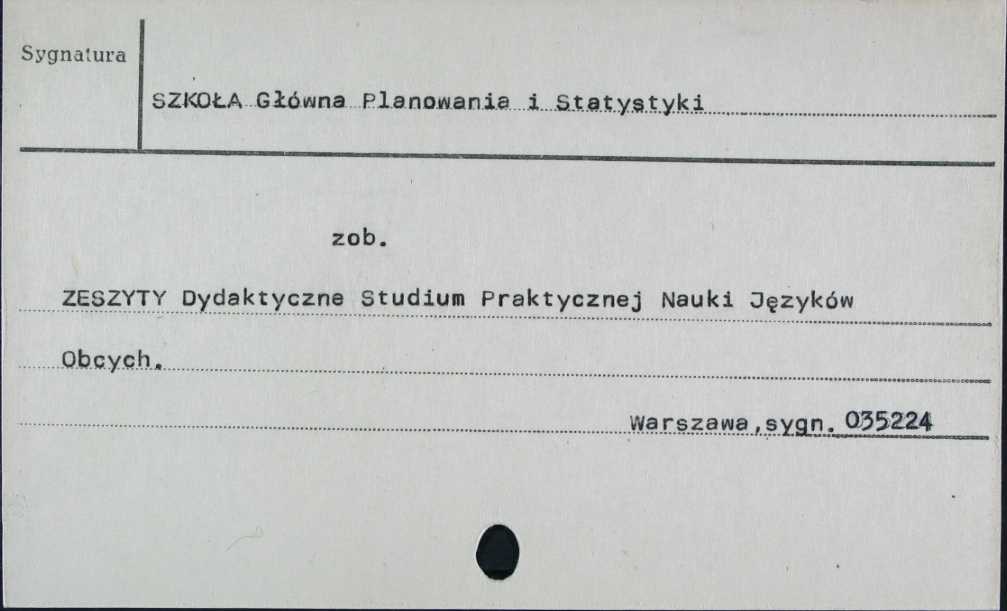 Sygnatura
SZKOŁA Główna Planowania i Statystyki
zob.
ZESZYTY Dydaktyczne Studium Praktycznej Nauki Języków
Obcych.
Warszawa,sygn. 035224